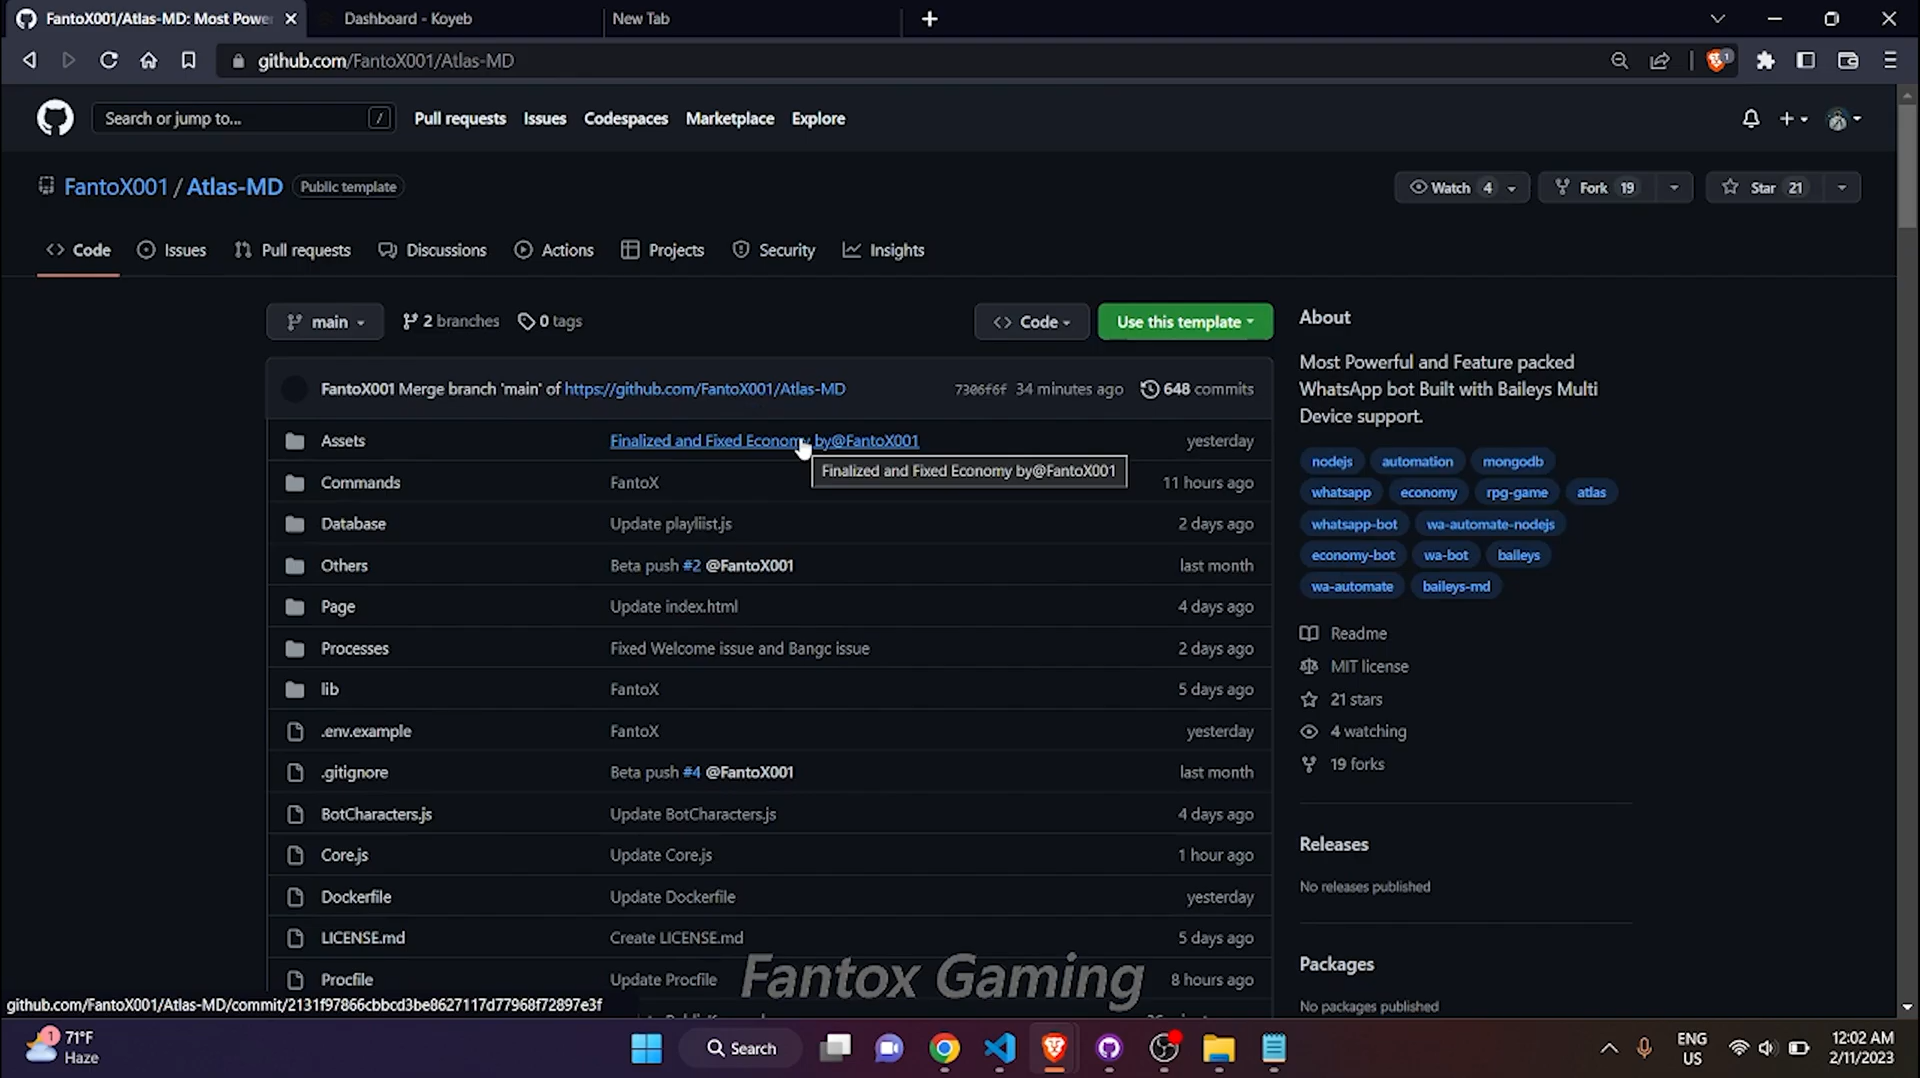 FantoX001/Atlas-MD: Most Powe
Dashboard - Koyeb
New Tab
github.com/FantoX001/Atlas-MD
1
Search or jump to...
/
Pull requests
Issues
Codespaces
Marketplace
Explore
FantoX001 / Atlas-MD
Public template
Watch 4
Fork 19
Star 21
Code
Issues
Pull requests
Discussions
Actions
Projects
Security
Insights
main
2 branches
0 tags
Code
Use this template
FantoX001 Merge branch 'main' of https://github.com/FantoX001/Atlas-MD
7306f6f 34 minutes ago
648 commits
Assets
Finalized and Fixed Economy by@FantoX001
yesterday
Finalized and Fixed Economy by@FantoX001
Commands
FantoX
11 hours ago
Database
Update playliist.js
2 days ago
Others
Beta push #2 @FantoX001
last month
Page
Update index.html
4 days ago
Processes
Fixed Welcome issue and Bangc issue
2 days ago
lib
FantoX
5 days ago
.env.example
FantoX
yesterday
.gitignore
Beta push #4 @FantoX001
last month
BotCharacters.js
Update BotCharacters.js
4 days ago
Core.js
Update Core.js
1 hour ago
Dockerfile
Update Dockerfile
yesterday
LICENSE.md
Create LICENSE.md
5 days ago
Procfile
Update Procfile
8 hours ago
About
Most Powerful and Feature packed
WhatsApp bot Built with Baileys Multi
Device support.
nodejs
automation
mongodb
whatsapp
economy
rpg-game
atlas
whatsapp-bot
wa-automate-nodejs
economy-bot
wa-bot
baileys
wa-automate
baileys-md
Readme
MIT license
21 stars
4 watching
19 forks
Releases
No releases published
Packages
No packages published
Fantox Gaming
github.com/FantoX001/Atlas-MD/commit/2131f97866cbbcd3be8627117d77968f72897e3f
1
71°F
Haze
Search
ENG
US
12:02 AM
2/11/2023